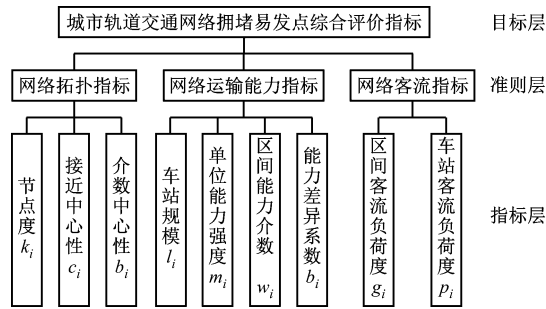 城市轨道交通网络拥堵易发点综合评价指标
目标层
网络拓扑指标
网络运输能力指标
网络客流指标
准则层
节点度 ki
接近中心性 ci
介数中心性 bi
车站规模 li
单位能力强度 mi
区间能力介数 wi
能力差异系数 bi
区间客流负荷度 gi
车站客流负荷度 pi
指标层